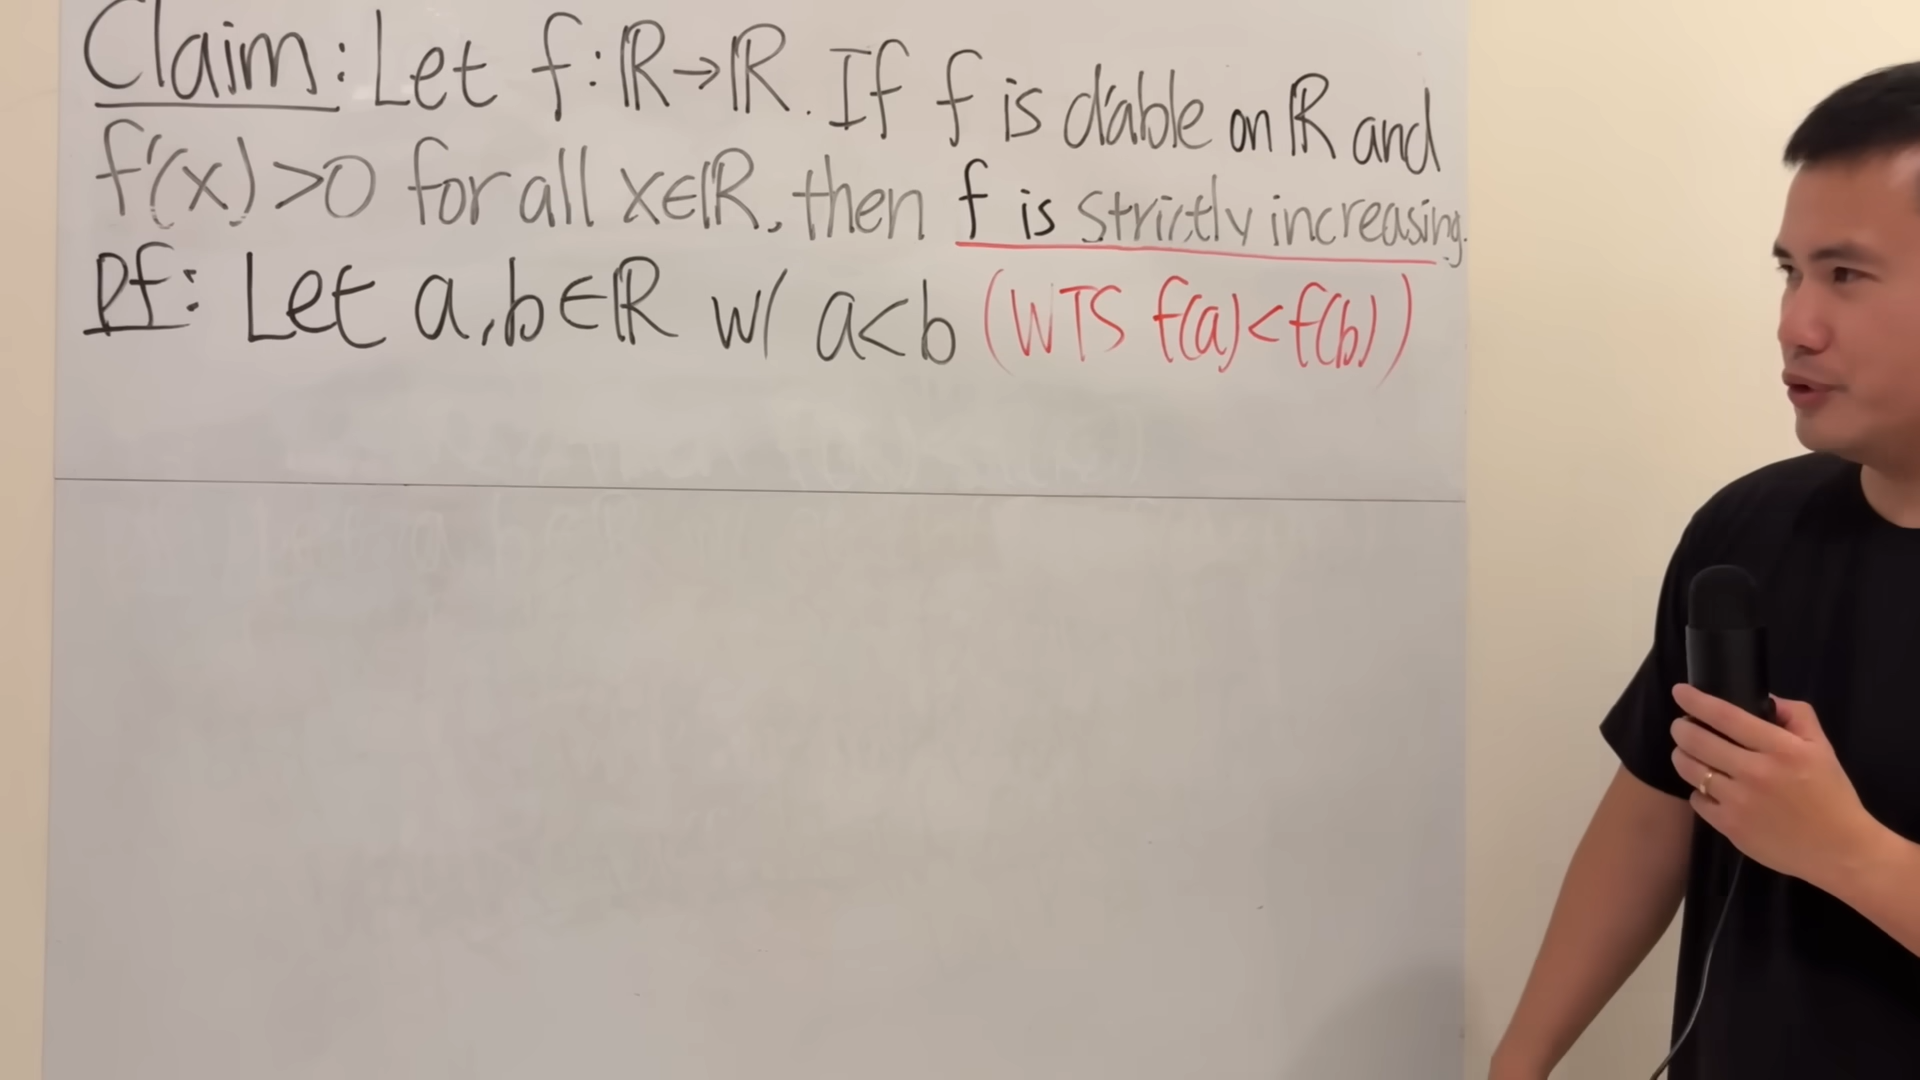 Claim: Let f: ℝ→ℝ. If f is d'able on ℝ and
f'(x)>0 for all x∈ℝ, then f is strictly increasing.
Pf: Let a,b∈ℝ w/ a<b (WTS f(a)<f(b))